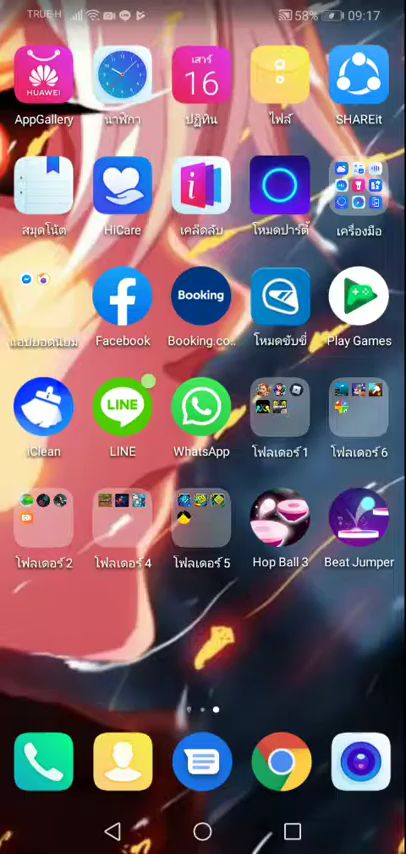 TRUE-H 58% 09:17
HUAWEI
AppGallery
นาฬิกา
เสาร์
16
ปฏิทิน
ไฟล์
SHAREit
สมุดโน้ต
HiCare
เคล็ดลับ
โหมดปาร์ตี้
เครื่องมือ
แอปยอดนิยม
Facebook
Booking
Booking.co..
โหมดขับขี่
Play Games
iClean
LINE
LINE
WhatsApp
โฟลเดอร์ 1
โฟลเดอร์ 6
โฟลเดอร์ 2
โฟลเดอร์ 4
โฟลเดอร์ 5
Hop Ball 3
Beat Jumper